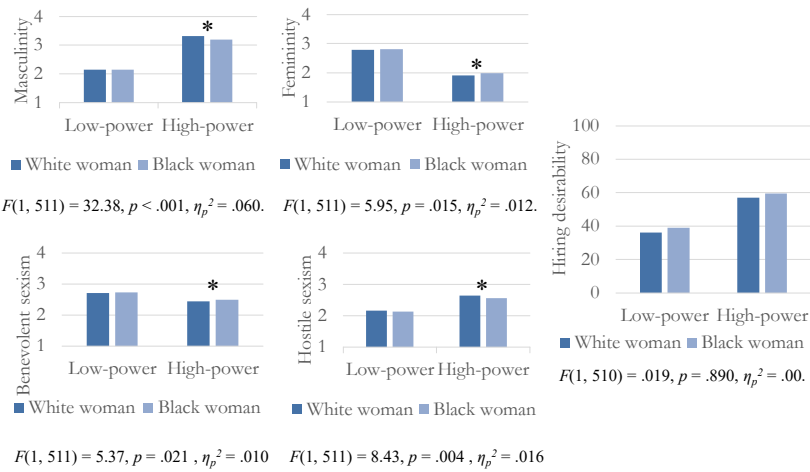 Masculinity
4
3
2
1
*
Low-power High-power
White woman Black woman
F(1, 511) = 32.38, p < .001, ηp² = .060.
Femininity
4
3
2
1
*
Low-power High-power
White woman Black woman
F(1, 511) = 5.95, p = .015, ηp² = .012.
Benevolent sexism
4
3
2
1
*
Low-power High-power
White woman Black woman
F(1, 511) = 5.37, p = .021 , ηp² = .010
Hostile sexism
4
3
2
1
*
Low-power High-power
White woman Black woman
F(1, 511) = 8.43, p = .004 , ηp² = .016
Hiring desirability
100
80
60
40
20
0
Low-power High-power
White woman Black woman
F(1, 510) = .019, p = .890, ηp² = .00.